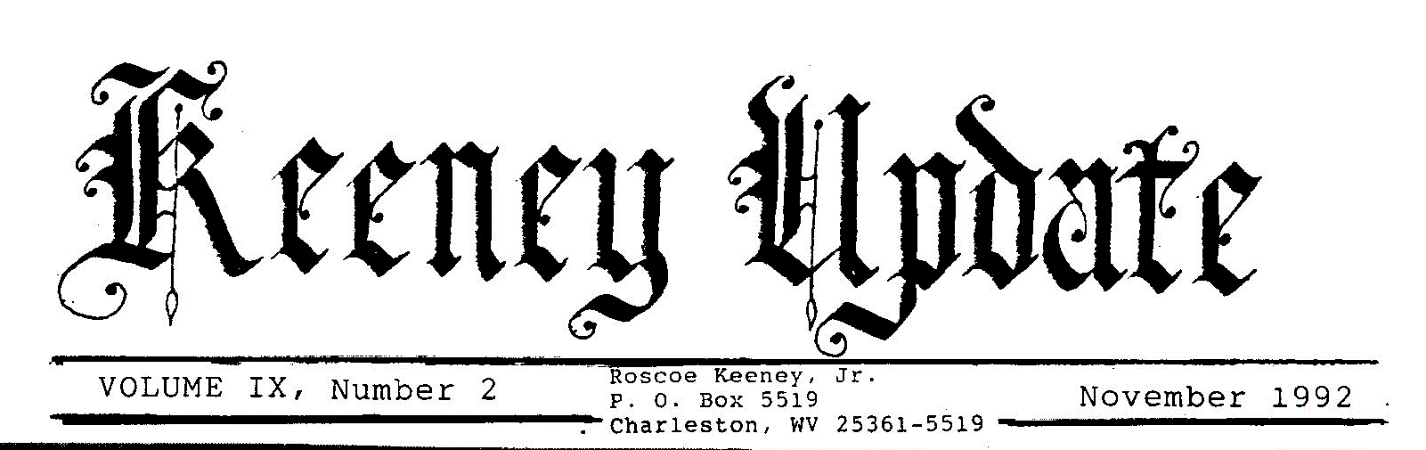 Keeney Update
VOLUME IX, Number 2
Roscoe Keeney, Jr.
P. O. Box 5519
Charleston, WV 25361-5519
November 1992